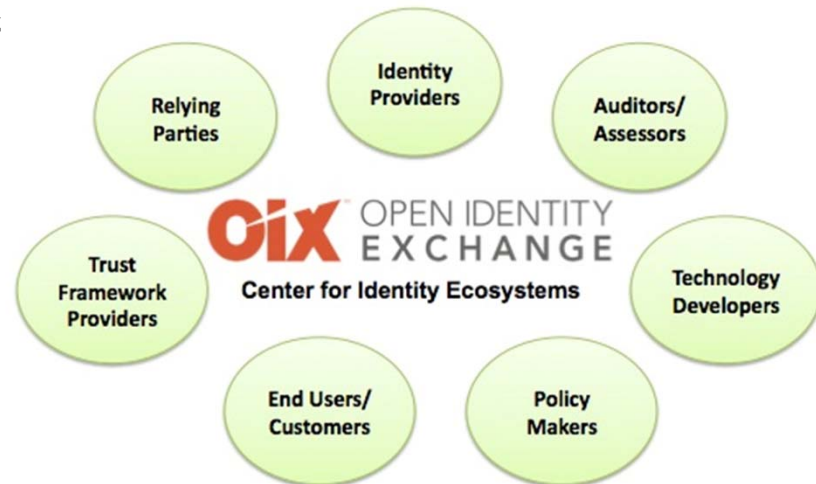 Identity
Providers
Relying
Parties
Auditors/
Assessors
OIX™ OPEN IDENTITY
EXCHANGE
Center for Identity Ecosystems
Trust
Framework
Providers
Technology
Developers
End Users/
Customers
Policy
Makers